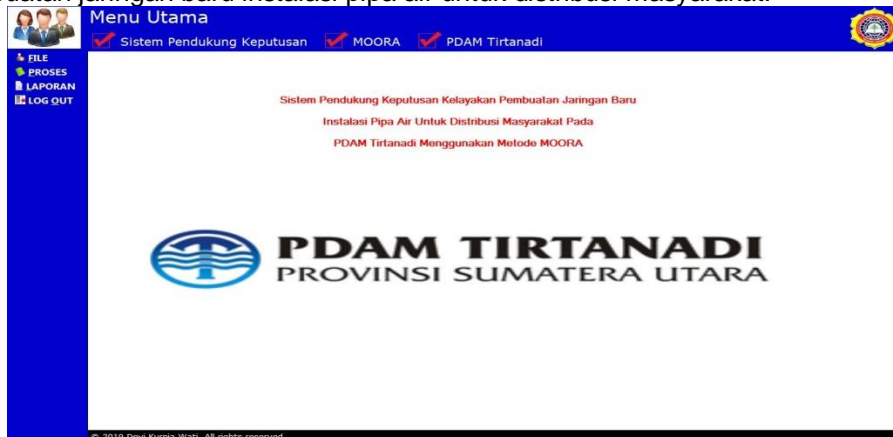 Menu Utama
Sistem Pendukung Keputusan MOORA PDAM Tirtanadi
FILE
PROSES
LAPORAN
LOG OUT
Sistem Pendukung Keputusan Kelayakan Pembuatan Jaringan Baru
Instalasi Pipa Air Untuk Distribusi Masyarakat Pada
PDAM Tirtanadi Menggunakan Metode MOORA
PDAM TIRTANADI
PROVINSI SUMATERA UTARA